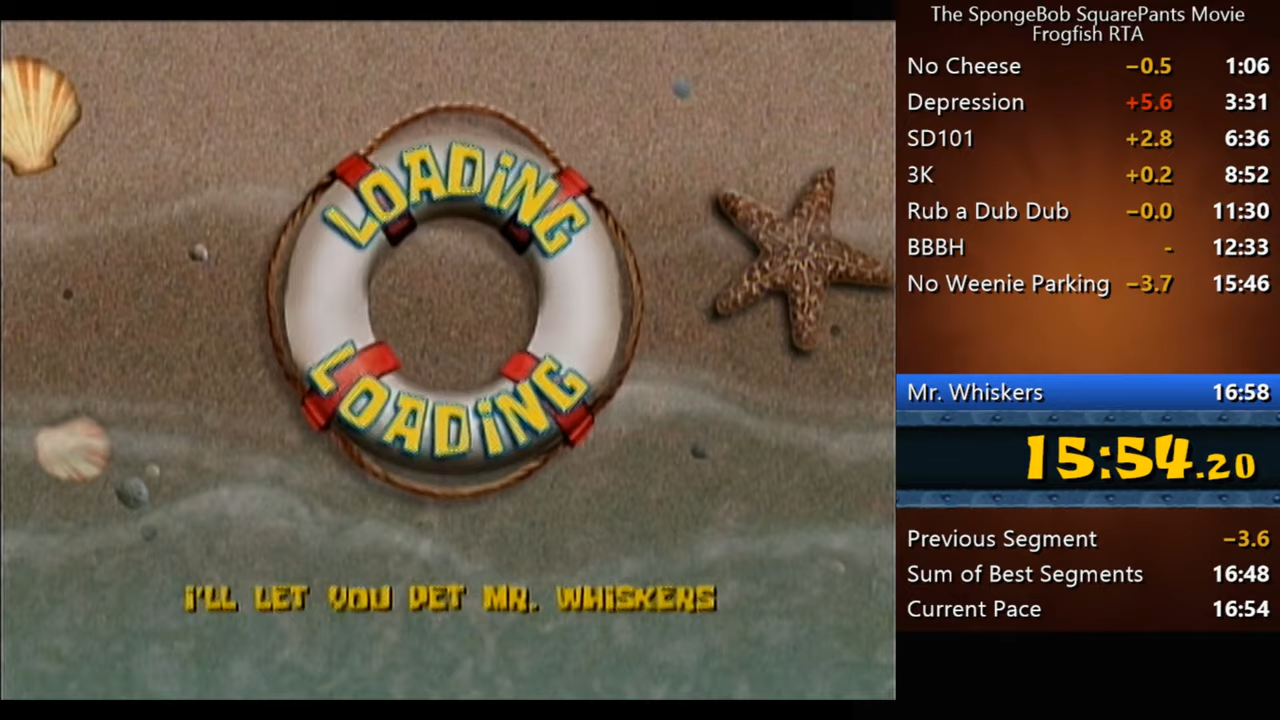 LOADING
LOADING
I'LL LET YOU PET MR. WHISKERS
The SpongeBob SquarePants Movie
Frogfish RTA
No Cheese −0.5 1:06
Depression +5.6 3:31
SD101 +2.8 6:36
3K +0.2 8:52
Rub a Dub Dub −0.0 11:30
BBBH - 12:33
No Weenie Parking −3.7 15:46
Mr. Whiskers 16:58
15:54.20
Previous Segment −3.6
Sum of Best Segments 16:48
Current Pace 16:54